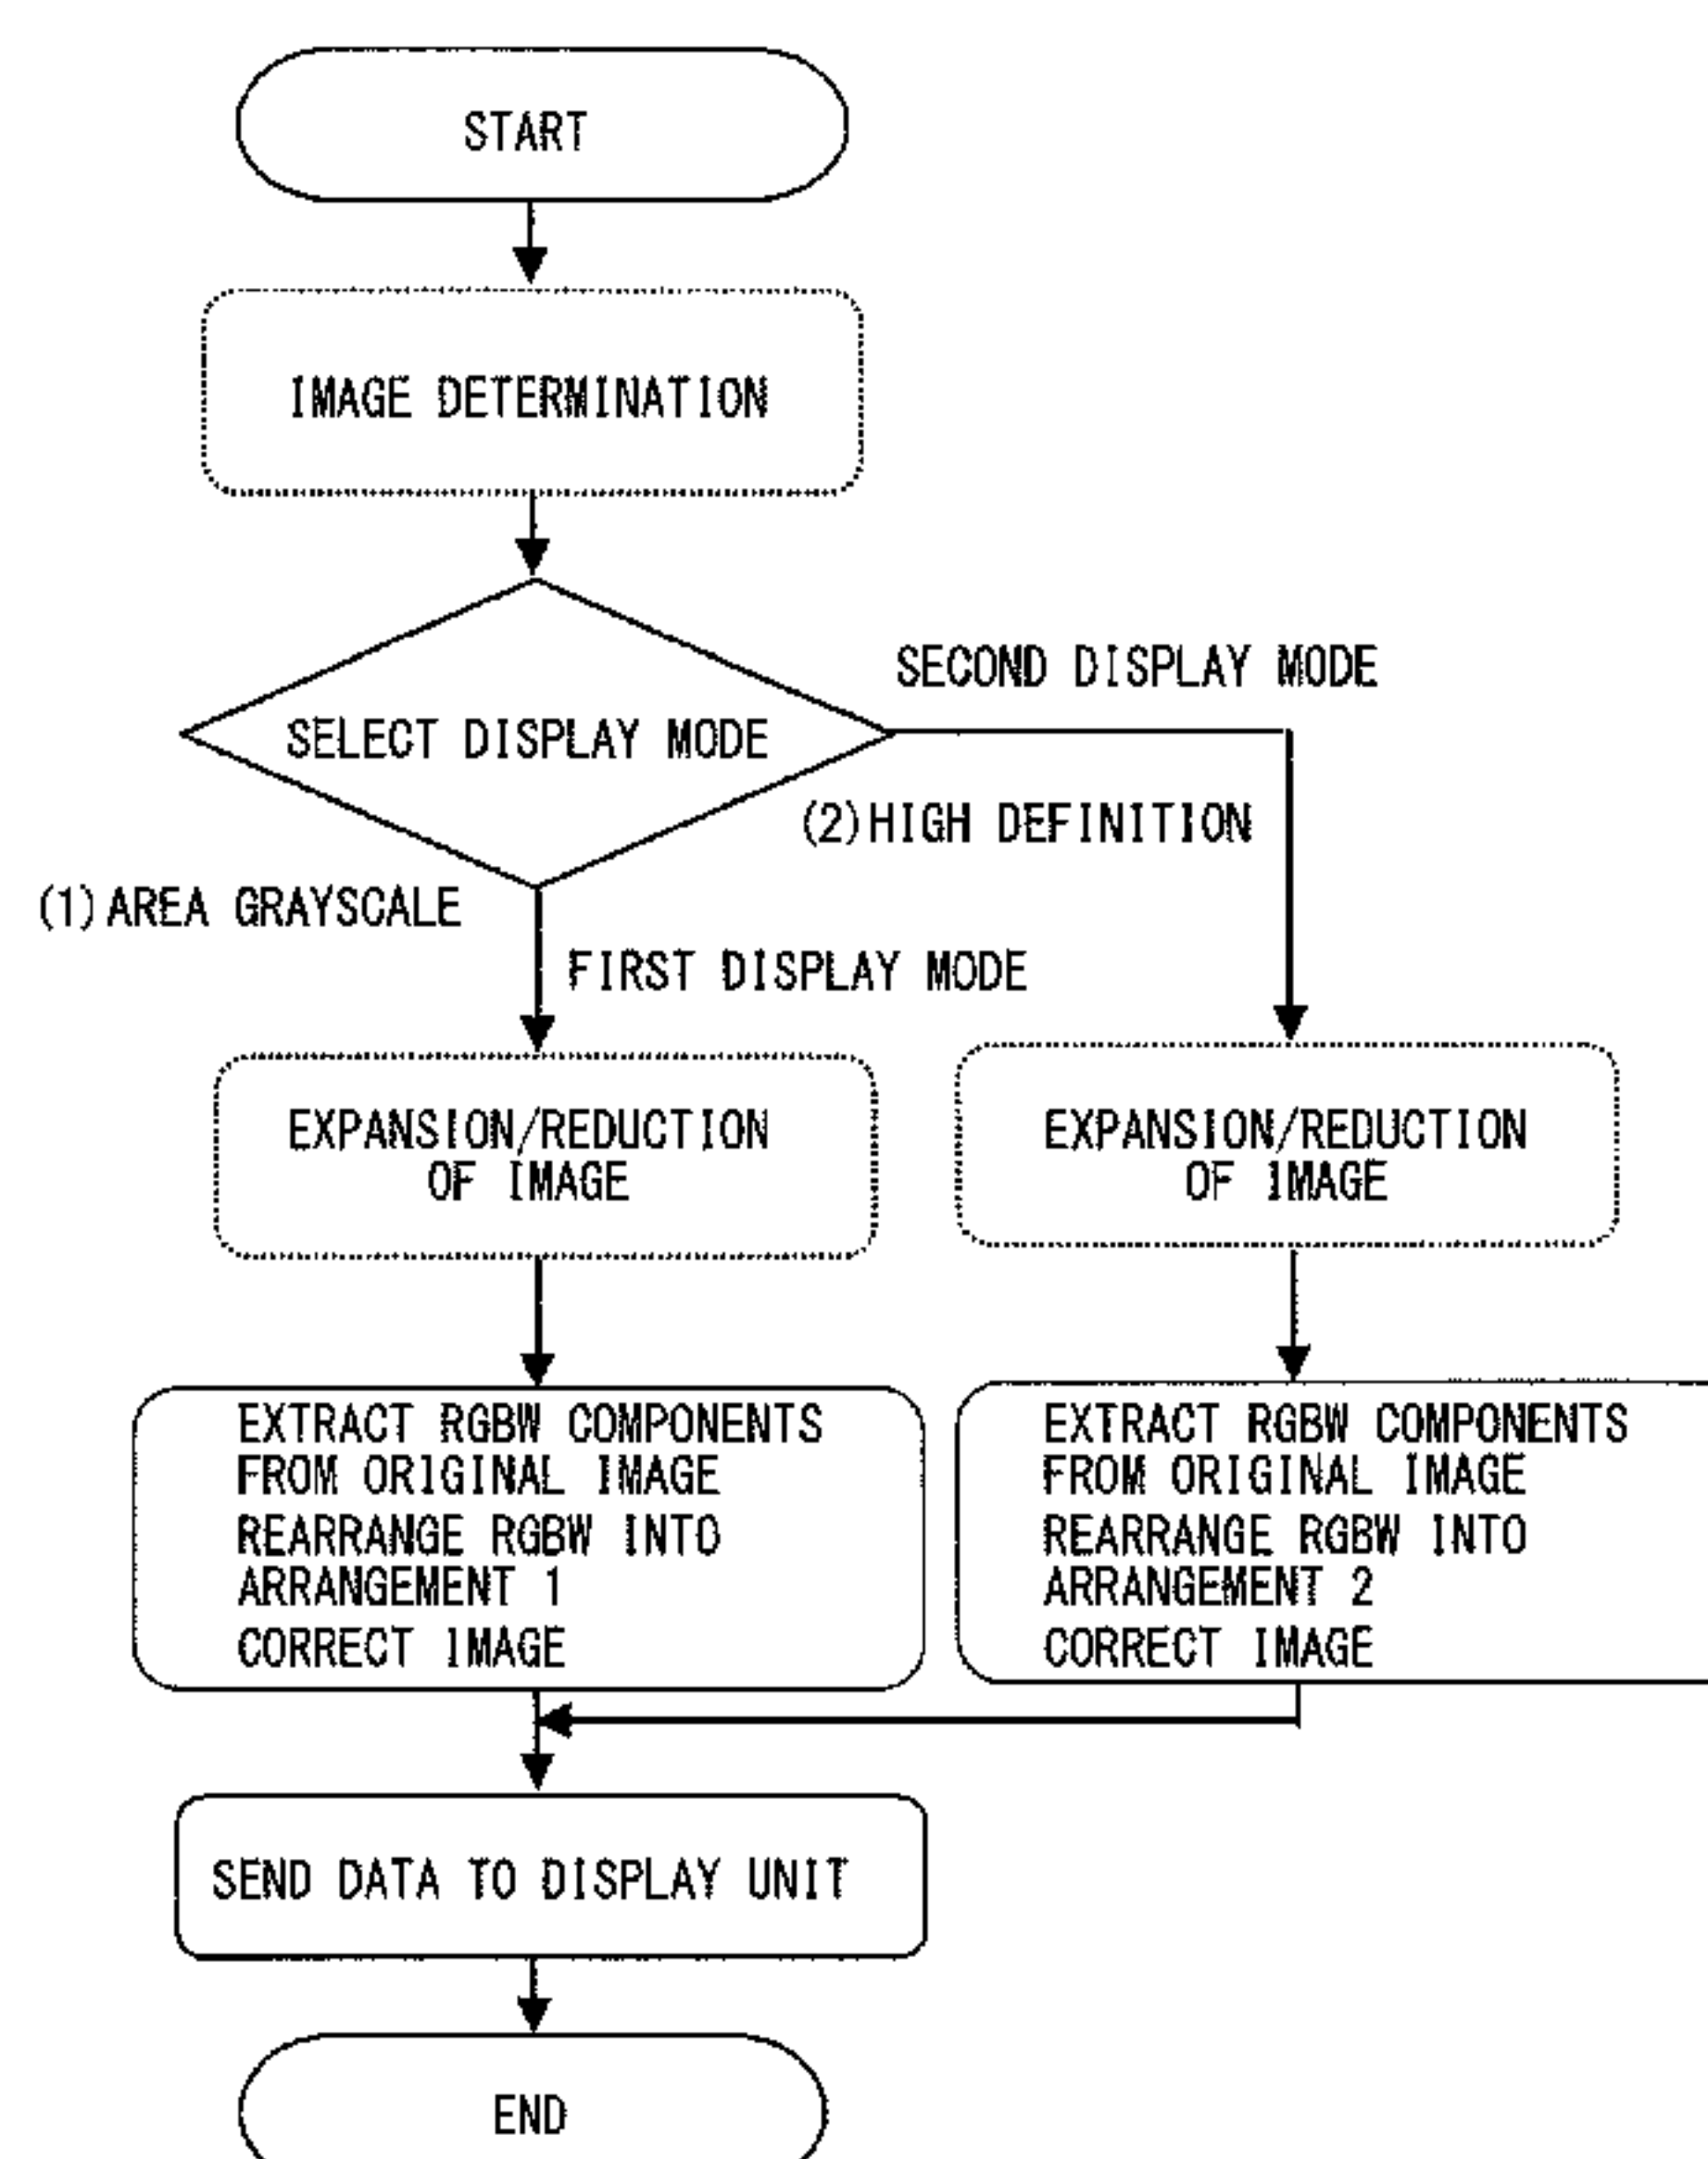 START
IMAGE DETERMINATION
SELECT DISPLAY MODE
SECOND DISPLAY MODE
(2)HIGH DEFINITION
(1)AREA GRAYSCALE
FIRST DISPLAY MODE
EXPANSION/REDUCTION
OF IMAGE
EXPANSION/REDUCTION
OF IMAGE
EXTRACT RGBW COMPONENTS
FROM ORIGINAL IMAGE
REARRANGE RGBW INTO
ARRANGEMENT 1
CORRECT IMAGE
EXTRACT RGBW COMPONENTS
FROM ORIGINAL IMAGE
REARRANGE RGBW INTO
ARRANGEMENT 2
CORRECT IMAGE
SEND DATA TO DISPLAY UNIT
END